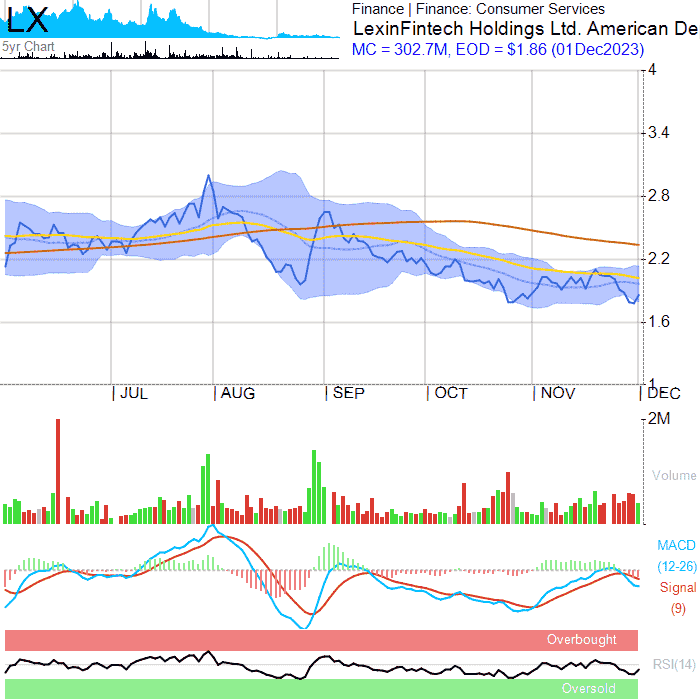 LX
5yr Chart
Finance | Finance: Consumer Services
LexinFintech Holdings Ltd. American De
MC = 302.7M, EOD = $1.86 (01Dec2023)
4
3.4
2.8
2.2
1.6
1
JUL
AUG
SEP
OCT
NOV
DEC
2M
Volume
MACD
(12-26)
Signal
(9)
Overbought
RSI(14)
Oversold